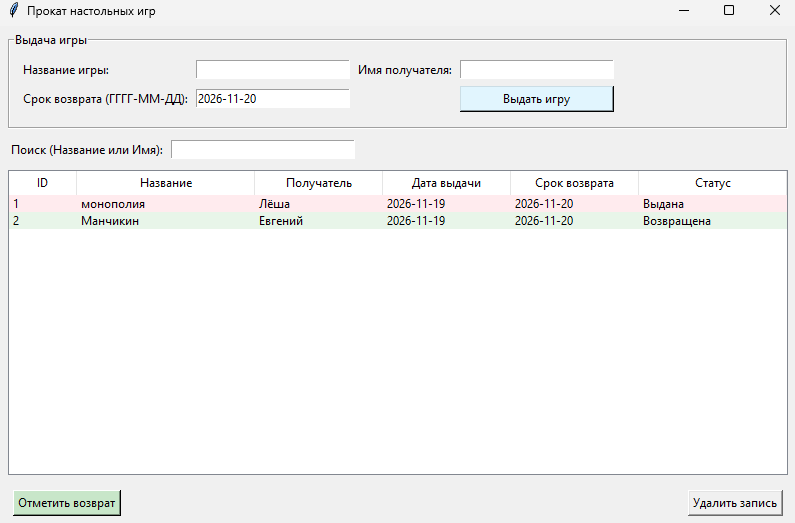 Прокат настольных игр
Выдача игры
Название игры: Имя получателя:
Срок возврата (ГГГГ-ММ-ДД): 2026-11-20 Выдать игру
Поиск (Название или Имя):
ID Название Получатель Дата выдачи Срок возврата Статус
1 монополия Лёша 2026-11-19 2026-11-20 Выдана
2 Манчикин Евгений 2026-11-19 2026-11-20 Возвращена
Отметить возврат Удалить запись